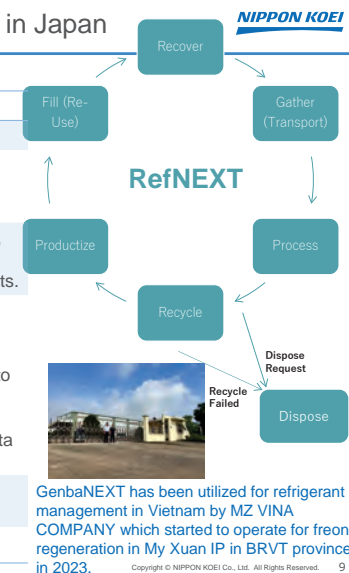 in Japan
NIPPON KOEI
Recover
Fill (Re-
Use)
Gather
(Transport)
RefNEXT
Productize
Process
ts.
Recycle
to
Dispose
Request
Recycle
Failed
Dispose
ta
GenbaNEXT has been utilized for refrigerant
management in Vietnam by MZ VINA
COMPANY which started to operate for freon
regeneration in My Xuan IP in BRVT province
in 2023.
Copyright © NIPPON KOEI Co., Ltd. All Rights Reserved. 9